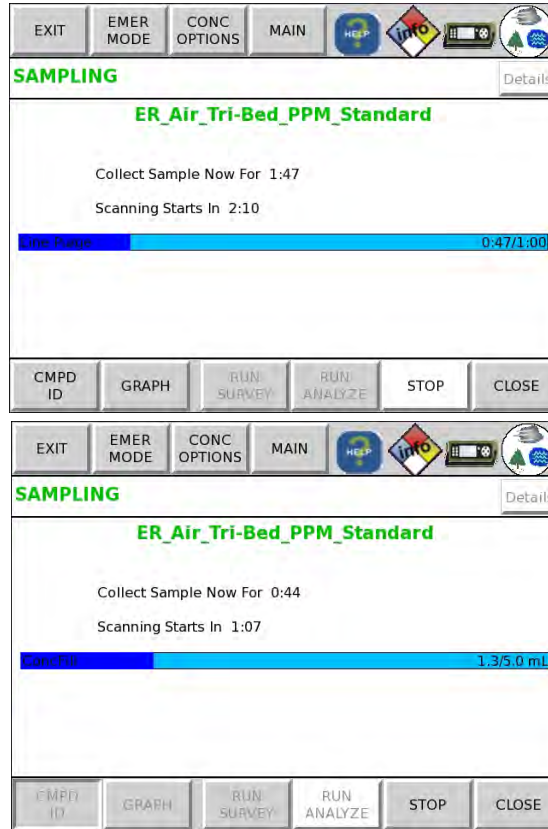 EXIT
EMER
MODE
CONC
OPTIONS
MAIN
HELP
info
SAMPLING
Details
ER_Air_Tri-Bed_PPM_Standard
Collect Sample Now For 1:47
Scanning Starts In 2:10
Line Purge 0:47/1:00
CMPD
ID
GRAPH
RUN
SURVEY
RUN
ANALYZE
STOP
CLOSE
EXIT
EMER
MODE
CONC
OPTIONS
MAIN
HELP
info
SAMPLING
Details
ER_Air_Tri-Bed_PPM_Standard
Collect Sample Now For 0:44
Scanning Starts In 1:07
1.3/5.0 mL
CMPD
ID
GRAPH
RUN
SURVEY
RUN
ANALYZE
STOP
CLOSE